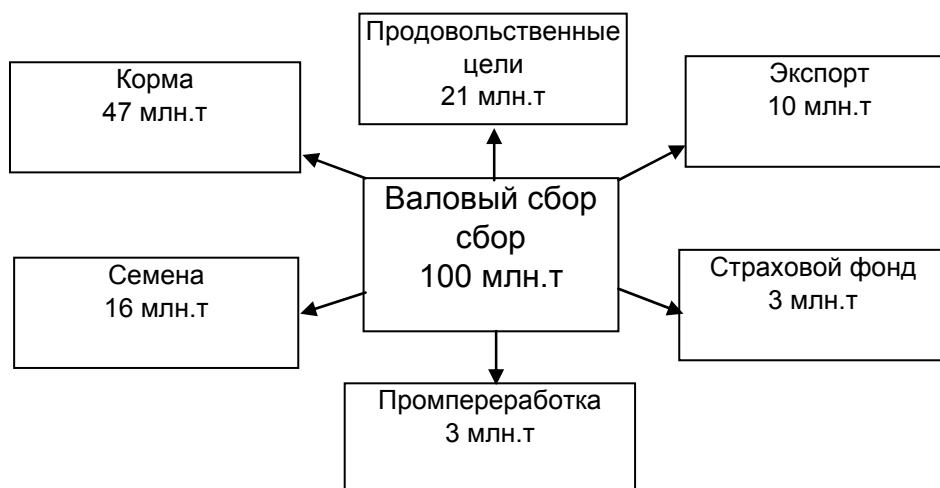 Продовольственные
цели
21 млн.т
Корма
47 млн.т
Экспорт
10 млн.т
Валовый сбор
сбор
100 млн.т
Семена
16 млн.т
Страховой фонд
3 млн.т
Промпереработка
3 млн.т